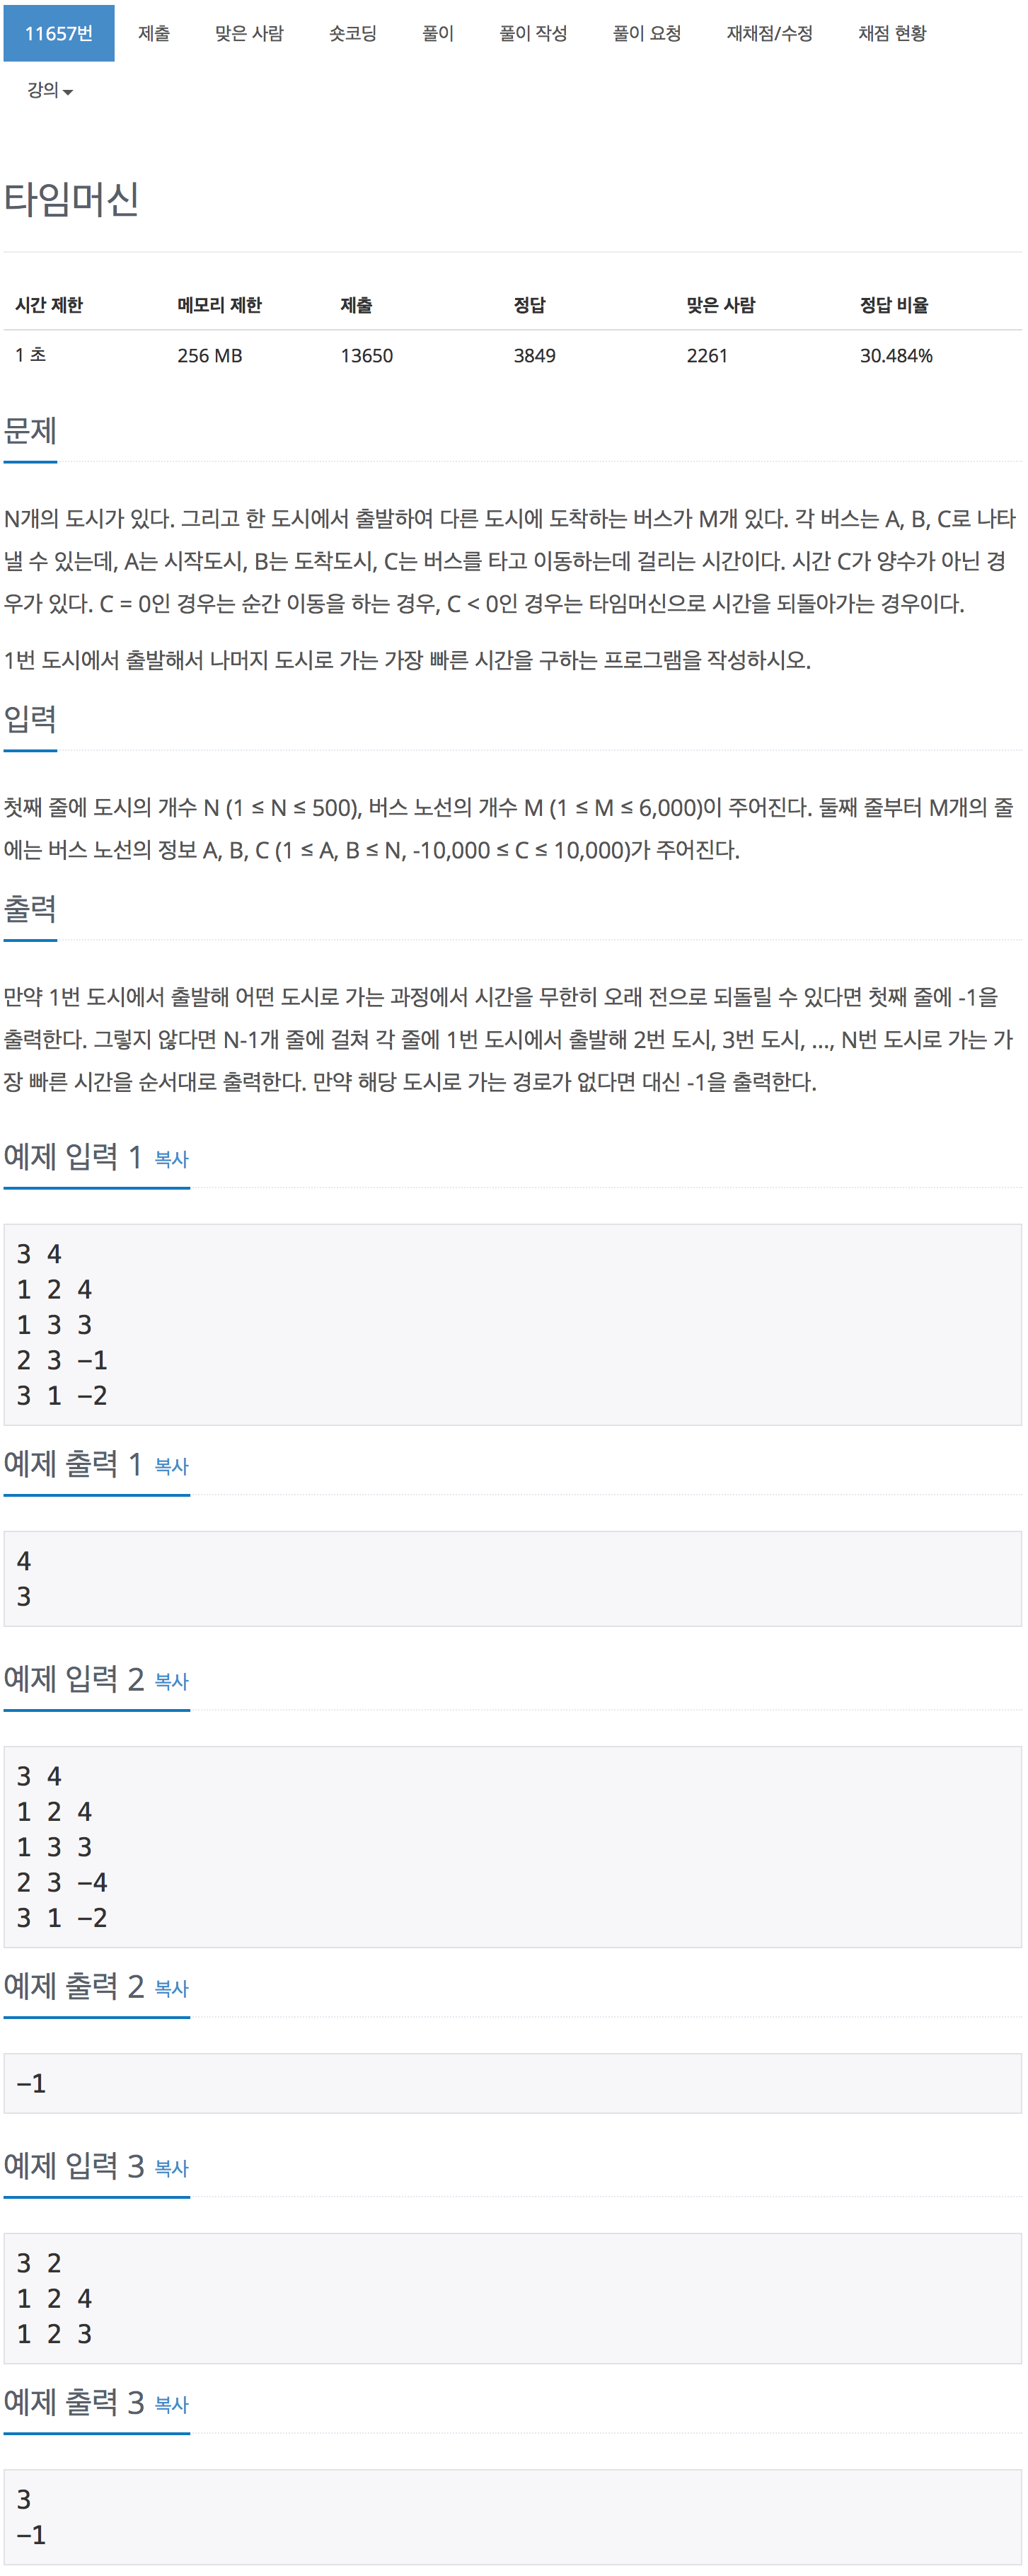 11657번 제출 맞은 사람 숏코딩 풀이 풀이 작성 풀이 요청 재채점/수정 채점 현황
강의
타임머신
시간 제한 메모리 제한 제출 정답 맞은 사람 정답 비율
1 초 256 MB 13650 3849 2261 30.484%
문제
N개의 도시가 있다. 그리고 한 도시에서 출발하여 다른 도시에 도착하는 버스가 M개 있다. 각 버스는 A, B, C로 나타
낼 수 있는데, A는 시작도시, B는 도착도시, C는 버스를 타고 이동하는데 걸리는 시간이다. 시간 C가 양수가 아닌 경
우가 있다. C = 0인 경우는 순간 이동을 하는 경우, C < 0인 경우는 타임머신으로 시간을 되돌아가는 경우이다.
1번 도시에서 출발해서 나머지 도시로 가는 가장 빠른 시간을 구하는 프로그램을 작성하시오.
입력
첫째 줄에 도시의 개수 N (1 ≤ N ≤ 500), 버스 노선의 개수 M (1 ≤ M ≤ 6,000)이 주어진다. 둘째 줄부터 M개의 줄
에는 버스 노선의 정보 A, B, C (1 ≤ A, B ≤ N, -10,000 ≤ C ≤ 10,000)가 주어진다.
출력
만약 1번 도시에서 출발해 어떤 도시로 가는 과정에서 시간을 무한히 오래 전으로 되돌릴 수 있다면 첫째 줄에 -1을
출력한다. 그렇지 않다면 N-1개 줄에 걸쳐 각 줄에 1번 도시에서 출발해 2번 도시, 3번 도시, ..., N번 도시로 가는 가
장 빠른 시간을 순서대로 출력한다. 만약 해당 도시로 가는 경로가 없다면 대신 -1을 출력한다.
예제 입력 1 복사
3 4
1 2 4
1 3 3
2 3 -1
3 1 -2
예제 출력 1 복사
4
3
예제 입력 2 복사
3 4
1 2 4
1 3 3
2 3 -4
3 1 -2
예제 출력 2 복사
-1
예제 입력 3 복사
3 2
1 2 4
1 2 3
예제 출력 3 복사
3
-1